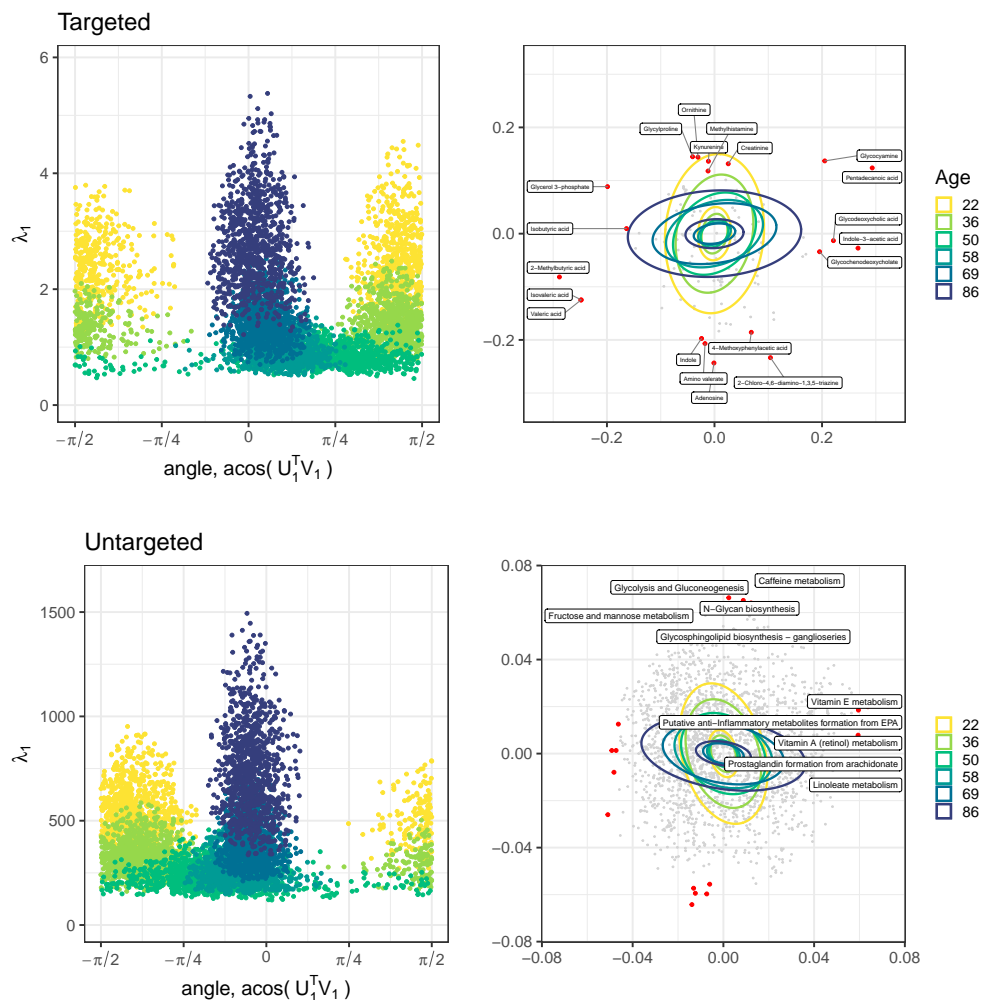 Targeted
6
4
2
0
λ1
−π/2
−π/4
0
π/4
π/2
angle, acos( U1TV1 )
0.2
0.0
−0.2
−0.2
0.0
0.2
Ornithine
Glycylproline
Methylhistamine
Kynurenine
Creatinine
Glycocyamine
Pentadecanoic acid
Glycerol 3−phosphate
Glycodeoxycholic acid
Isobutyric acid
Indole−3−acetic acid
Glycochenodeoxycholate
2−Methylbutyric acid
Isovaleric acid
Valeric acid
4−Methoxyphenylacetic acid
Indole
Amino valerate
2−Chloro−4,6−diamino−1,3,5−triazine
Adenosine
Age
22
36
50
58
69
86
Untargeted
1500
1000
500
0
λ1
−π/2
−π/4
0
π/4
π/2
angle, acos( U1TV1 )
0.08
0.04
0.00
−0.04
−0.08
−0.08
−0.04
0.00
0.04
0.08
Caffeine metabolism
Glycolysis and Gluconeogenesis
N−Glycan biosynthesis
Fructose and mannose metabolism
Glycosphingolipid biosynthesis − ganglioseries
Vitamin E metabolism
Putative anti−Inflammatory metabolites formation from EPA
Vitamin A (retinol) metabolism
Prostaglandin formation from arachidonate
Linoleate metabolism
22
36
50
58
69
86